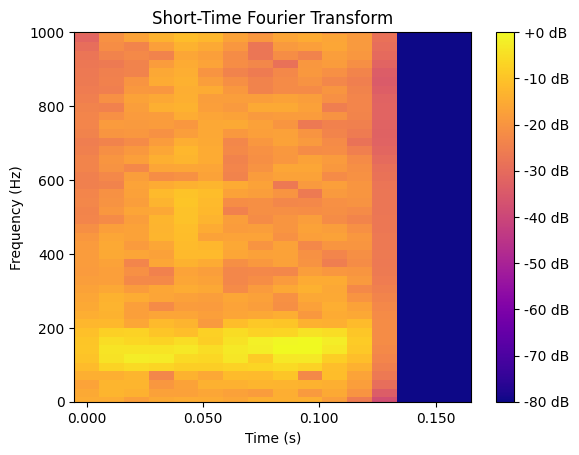 Short-Time Fourier Transform
1000
800
600
400
200
0
Frequency (Hz)
0.000
0.050
0.100
0.150
Time (s)
+0 dB
-10 dB
-20 dB
-30 dB
-40 dB
-50 dB
-60 dB
-70 dB
-80 dB